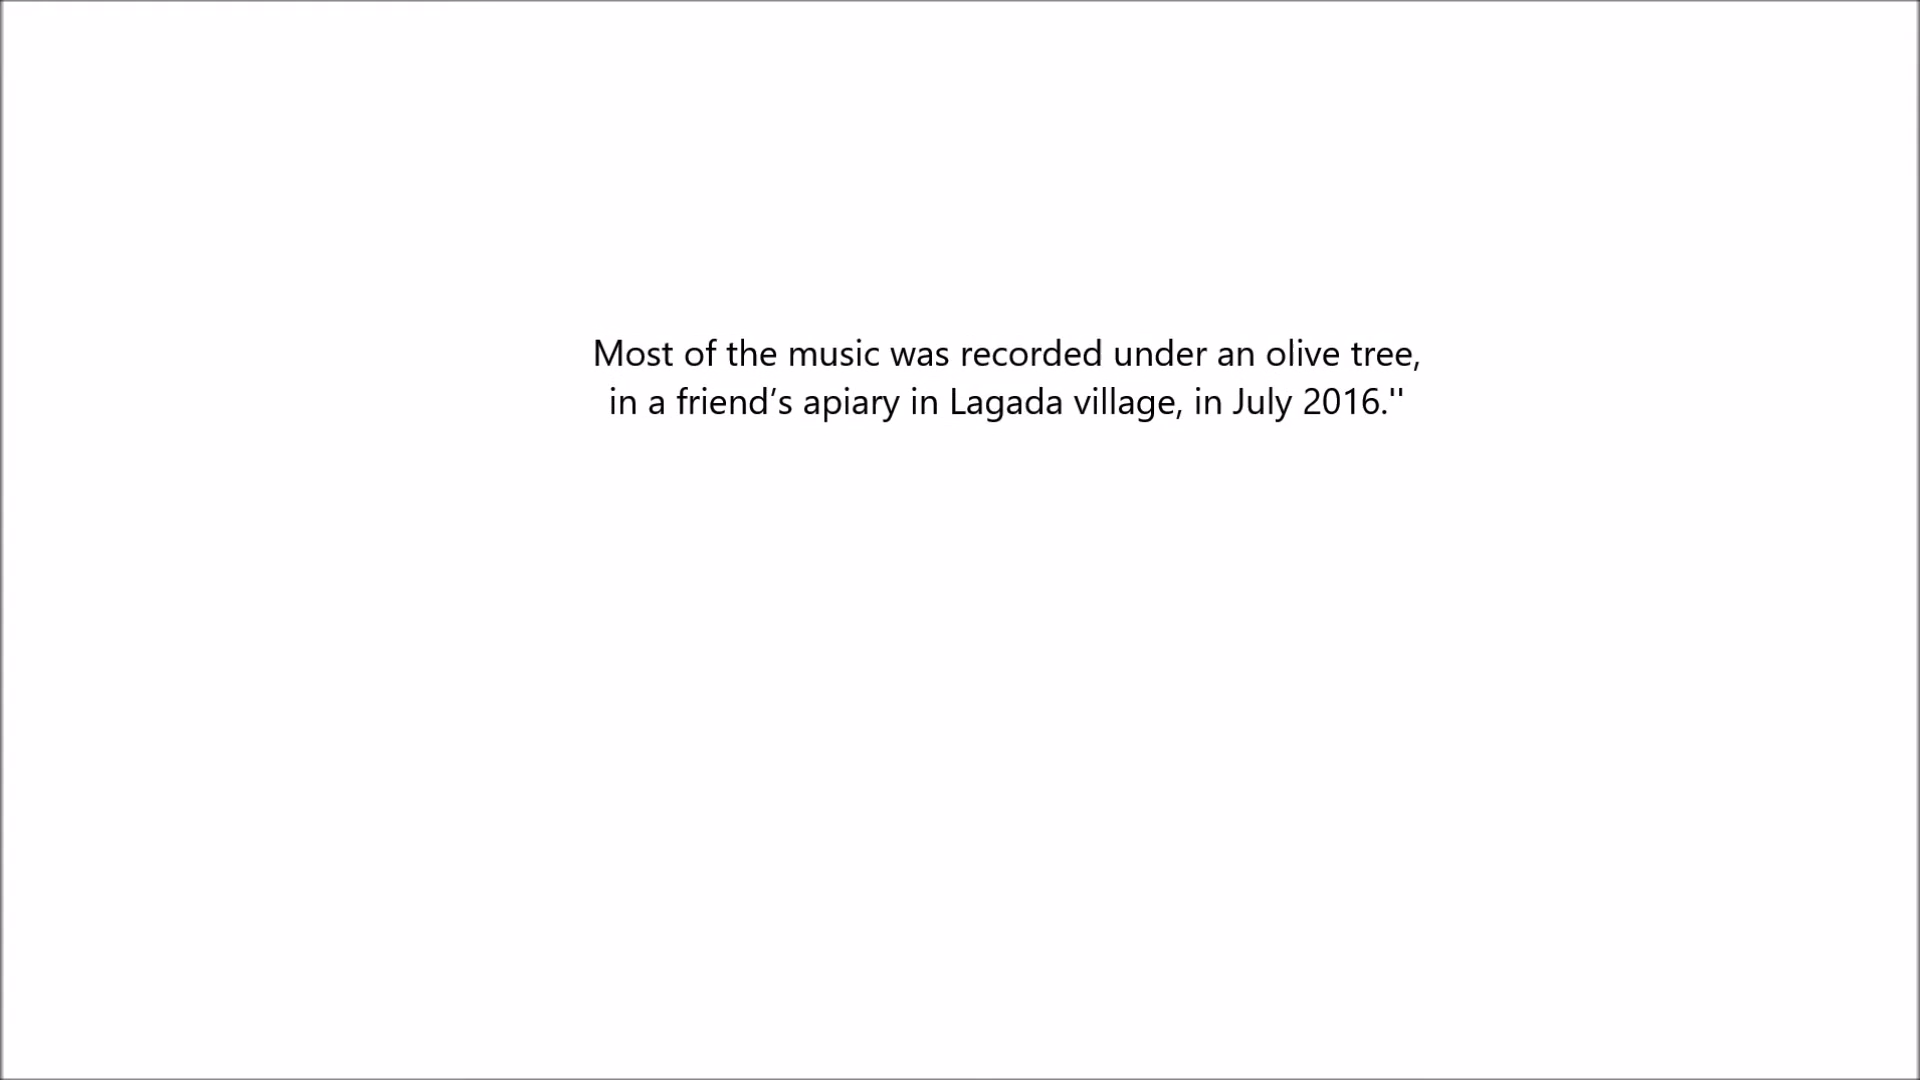 Most of the music was recorded under an olive tree,
in a friend’s apiary in Lagada village, in July 2016.''